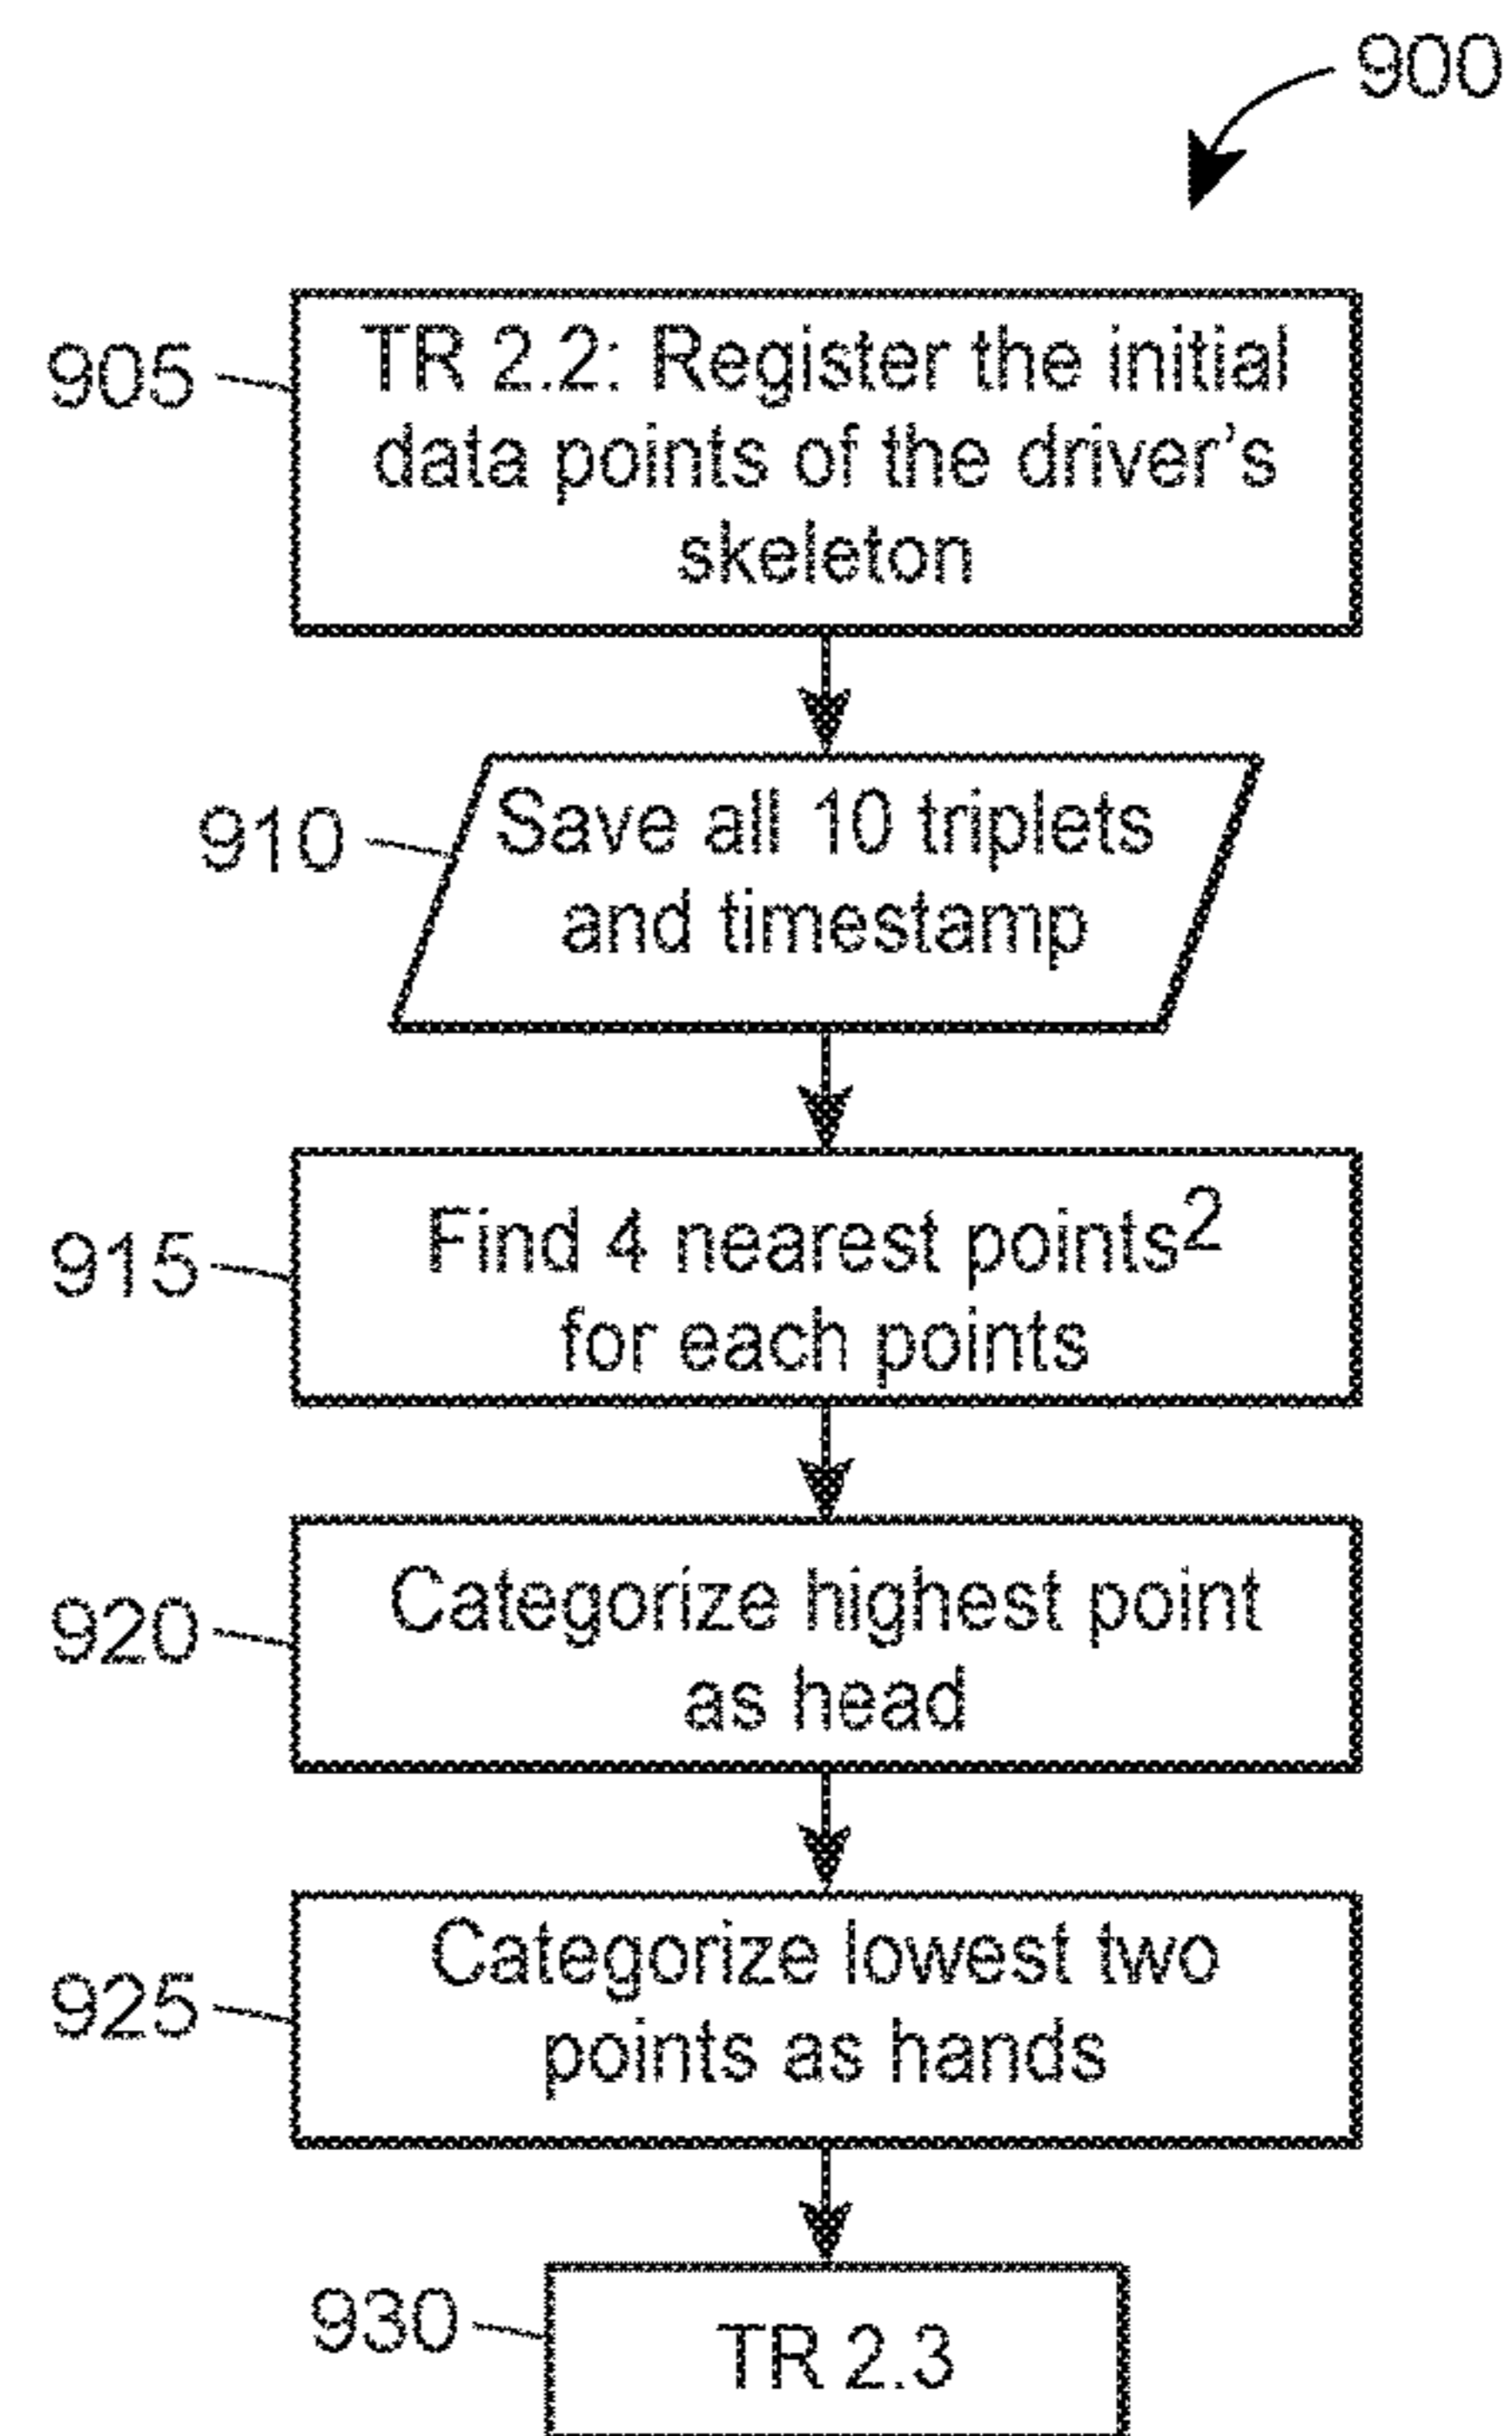 900
905
TR 2.2: Register the initial
data points of the driver's
skeleton
910
Save all 10 triplets
and timestamp
915
Find 4 nearest points2
for each points
920
Categorize highest point
as head
925
Categorize lowest two
points as hands
930
TR 2.3